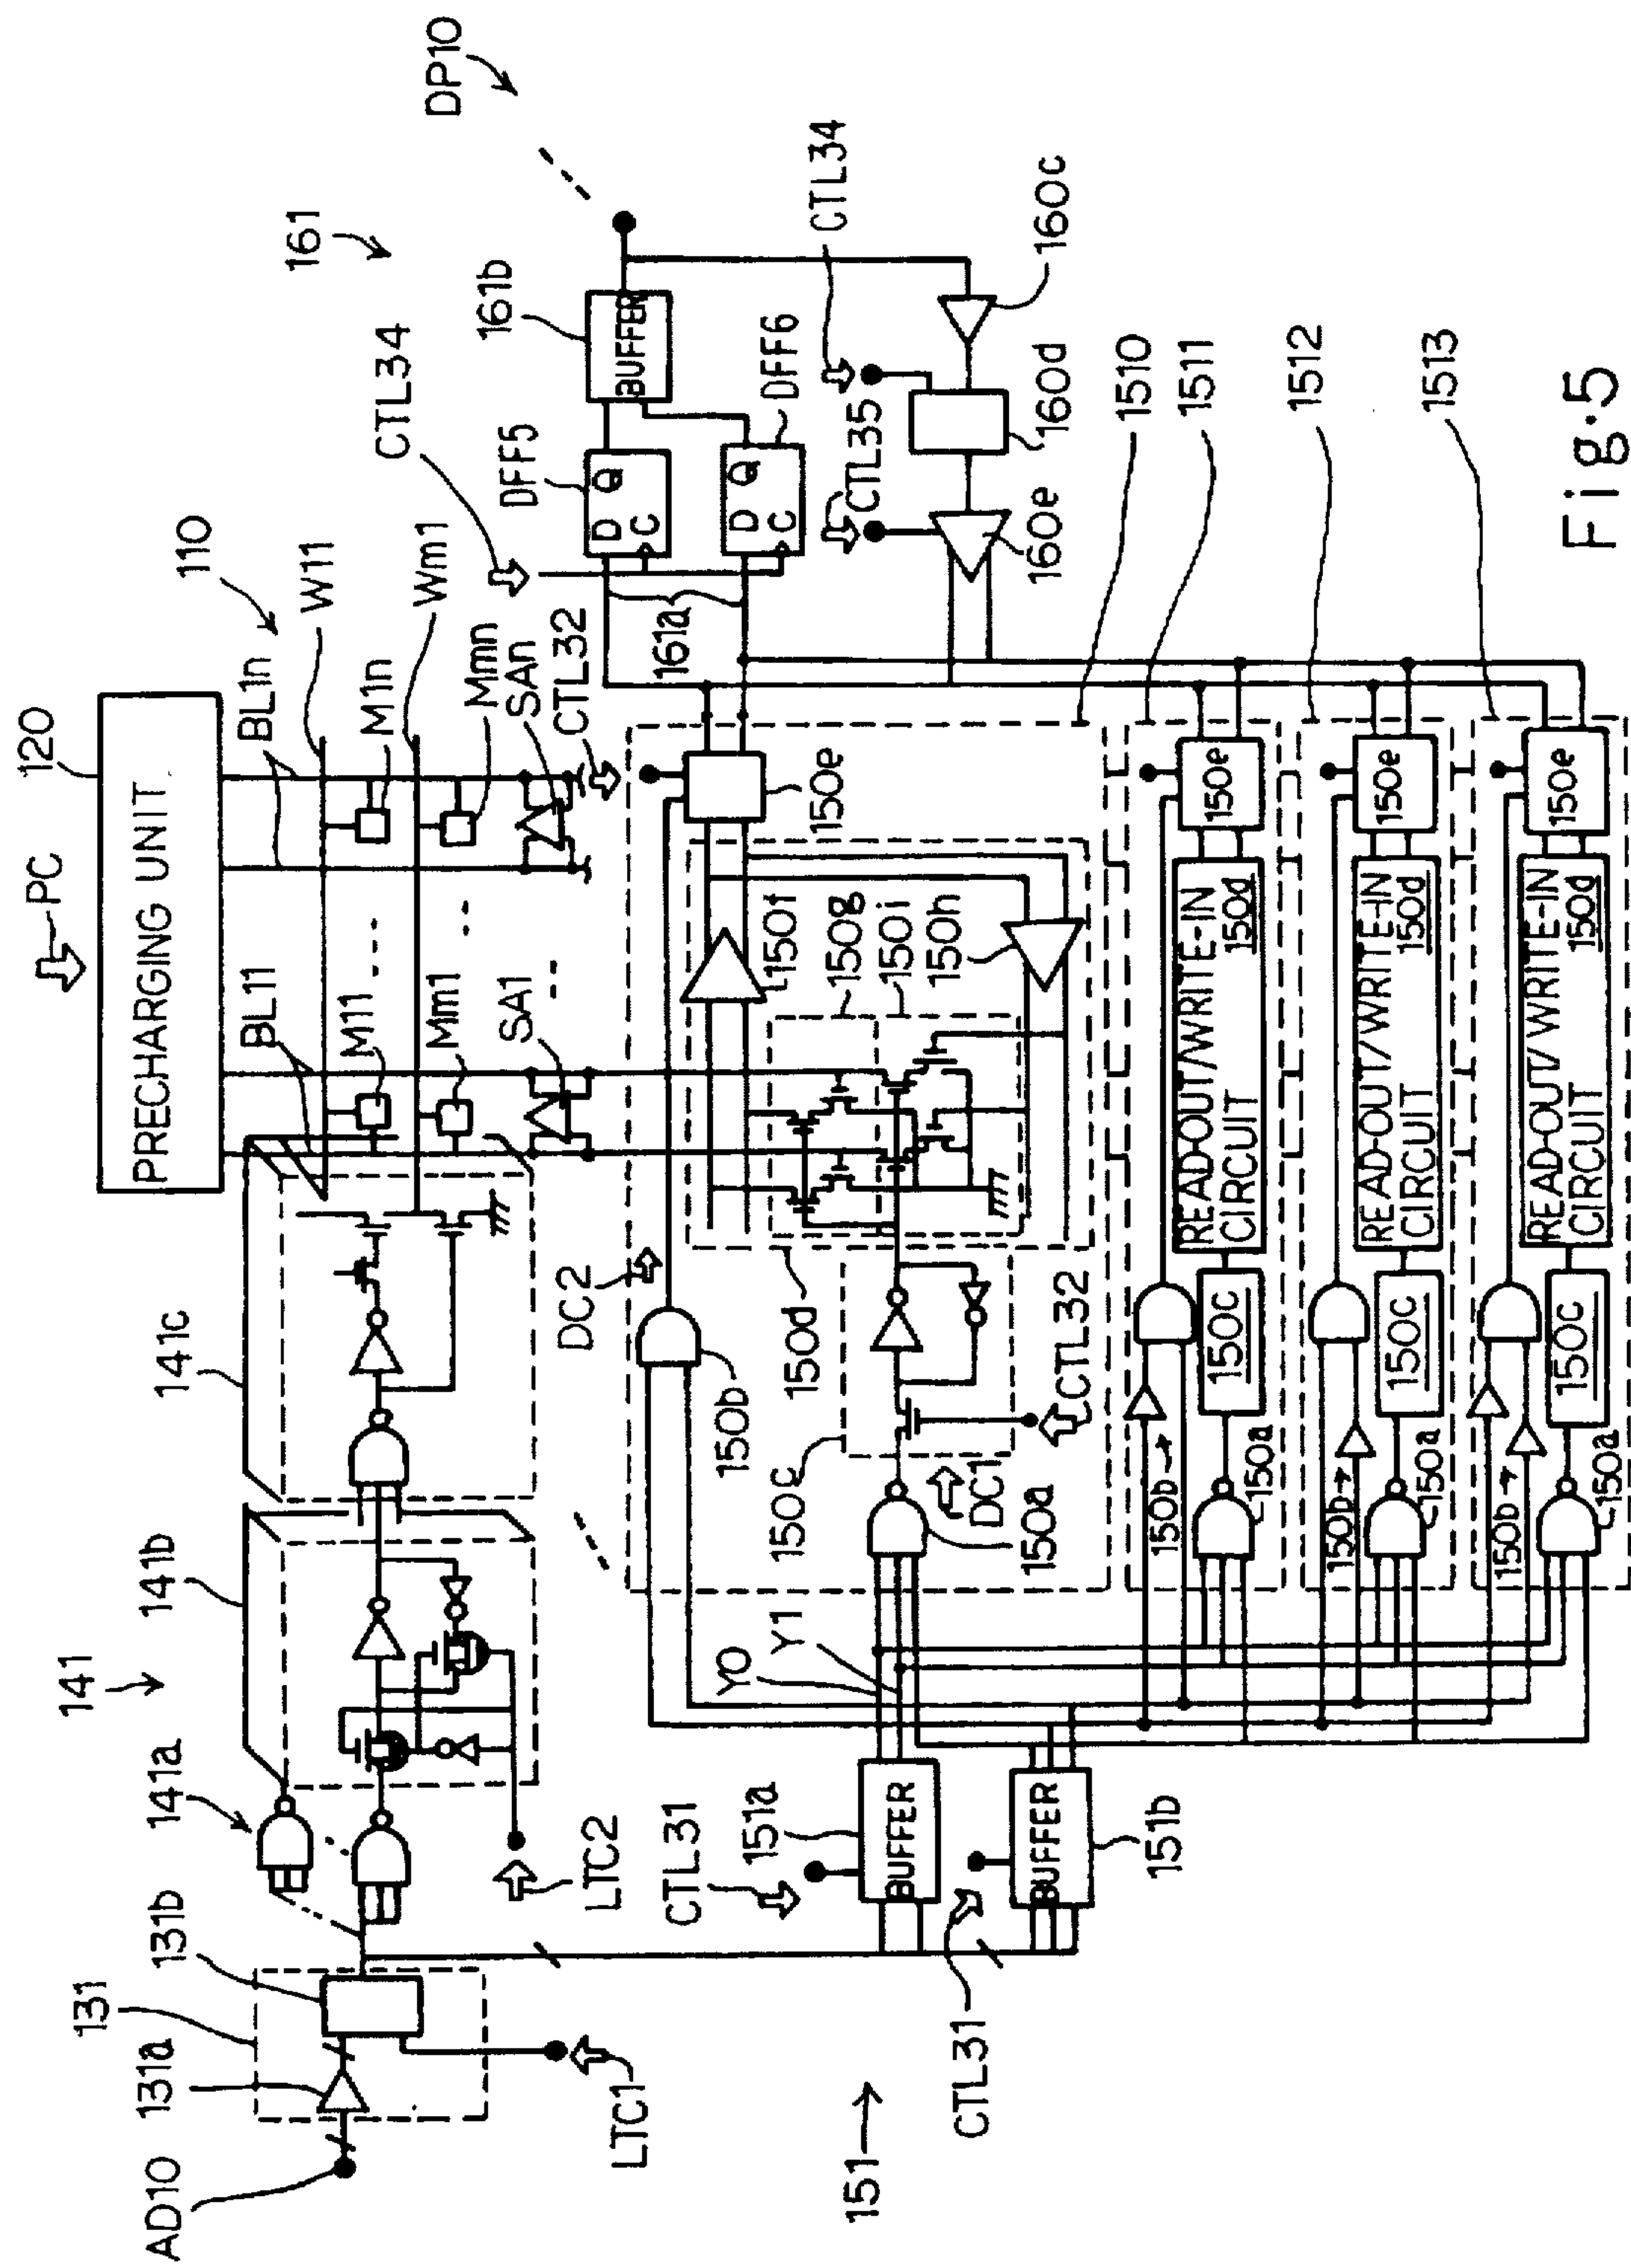 PC
120
PRECHARGING UNIT
110
BL1n
W11
M1n
Wm1
Mmn
SAn
CTL32
BL11
M11
Mm1
SA1
AD10
131
131a
131b
LTC1
141
141a
141b
141c
LTC2
DP10
161
161b
BUFFER
CTL34
DFF5
D Q
C
DFF6
D Q
C
161a
CTL34
160c
160d
CTL35
160e
151
CTL31
151a
BUFFER
CTL31
151b
BUFFER
Y0
Y1
DC2
150b
150d
150e
150f
150g
150i
150h
150c
DC1
150a
CTL32
1510
1511
1512
1513
150b
150a
150c
READ-OUT/WRITE-IN
CIRCUIT
150d
150e
150b
150a
150c
READ-OUT/WRITE-IN
CIRCUIT
150d
150e
150b
150a
150c
READ-OUT/WRITE-IN
CIRCUIT
150d
150e
Fig.5